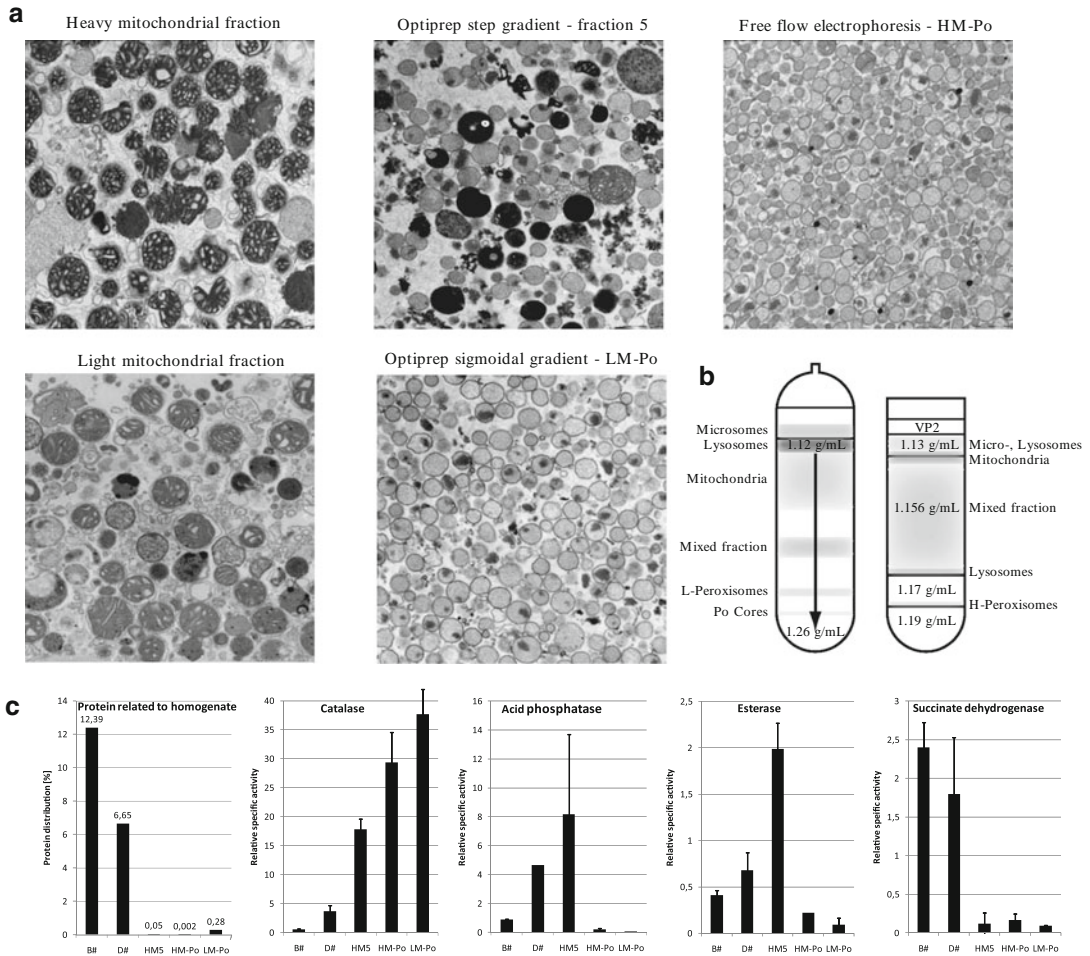 a
Heavy mitochondrial fraction
Optiprep step gradient - fraction 5
Free flow electrophoresis - HM-Po
Light mitochondrial fraction
Optiprep sigmoidal gradient - LM-Po
b
Microsomes
Lysosomes
Mitochondria
Mixed fraction
L-Peroxisomes
Po Cores
1.12 g/mL
1.26 g/mL
VP2
1.13 g/mL
1.156 g/mL
1.17 g/mL
1.19 g/mL
Micro-, Lysosomes
Mitochondria
Mixed fraction
Lysosomes
H-Peroxisomes
c
Protein related to homogenate
Protein distribution [%]
14
12
10
8
6
4
2
0
12,39
6,65
0,05
0,002
0,28
B# D# HM5 HM-Po LM-Po
Catalase
Relative specific activity
40
35
30
25
20
15
10
5
0
B# D# HM5 HM-Po LM-Po
Acid phosphatase
Relative specific activity
16
14
12
10
8
6
4
2
0
B# D# HM5 HM-Po LM-Po
Esterase
Relative specific activity
2,5
2
1,5
1
0,5
0
B# D# HM5 HM-Po LM-Po
Succinate dehydrogenase
Relative speific activity
3
2,5
2
1,5
1
0,5
0
B# D# HM5 HM-Po LM-Po